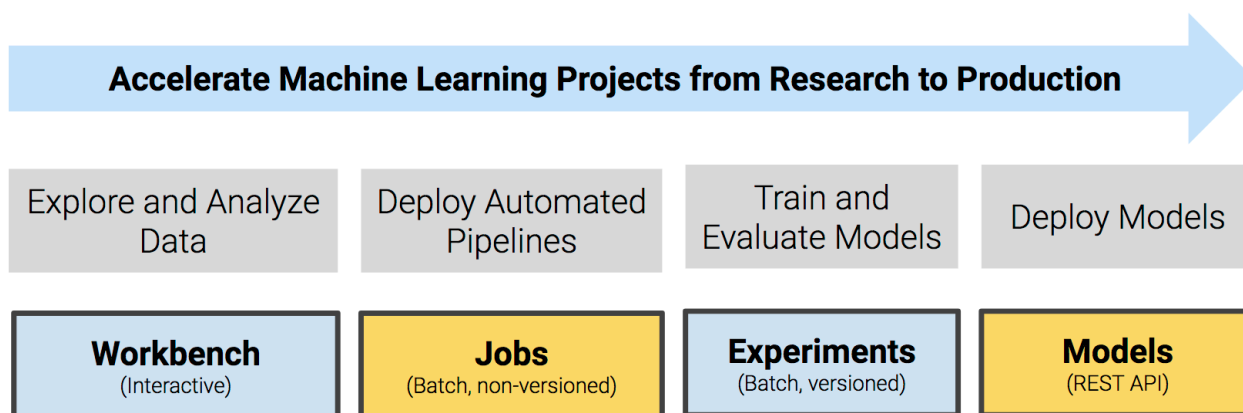 Accelerate Machine Learning Projects from Research to Production
Explore and Analyze
Data
Deploy Automated
Pipelines
Train and
Evaluate Models
Deploy Models
Workbench
(Interactive)
Jobs
(Batch, non-versioned)
Experiments
(Batch, versioned)
Models
(REST API)